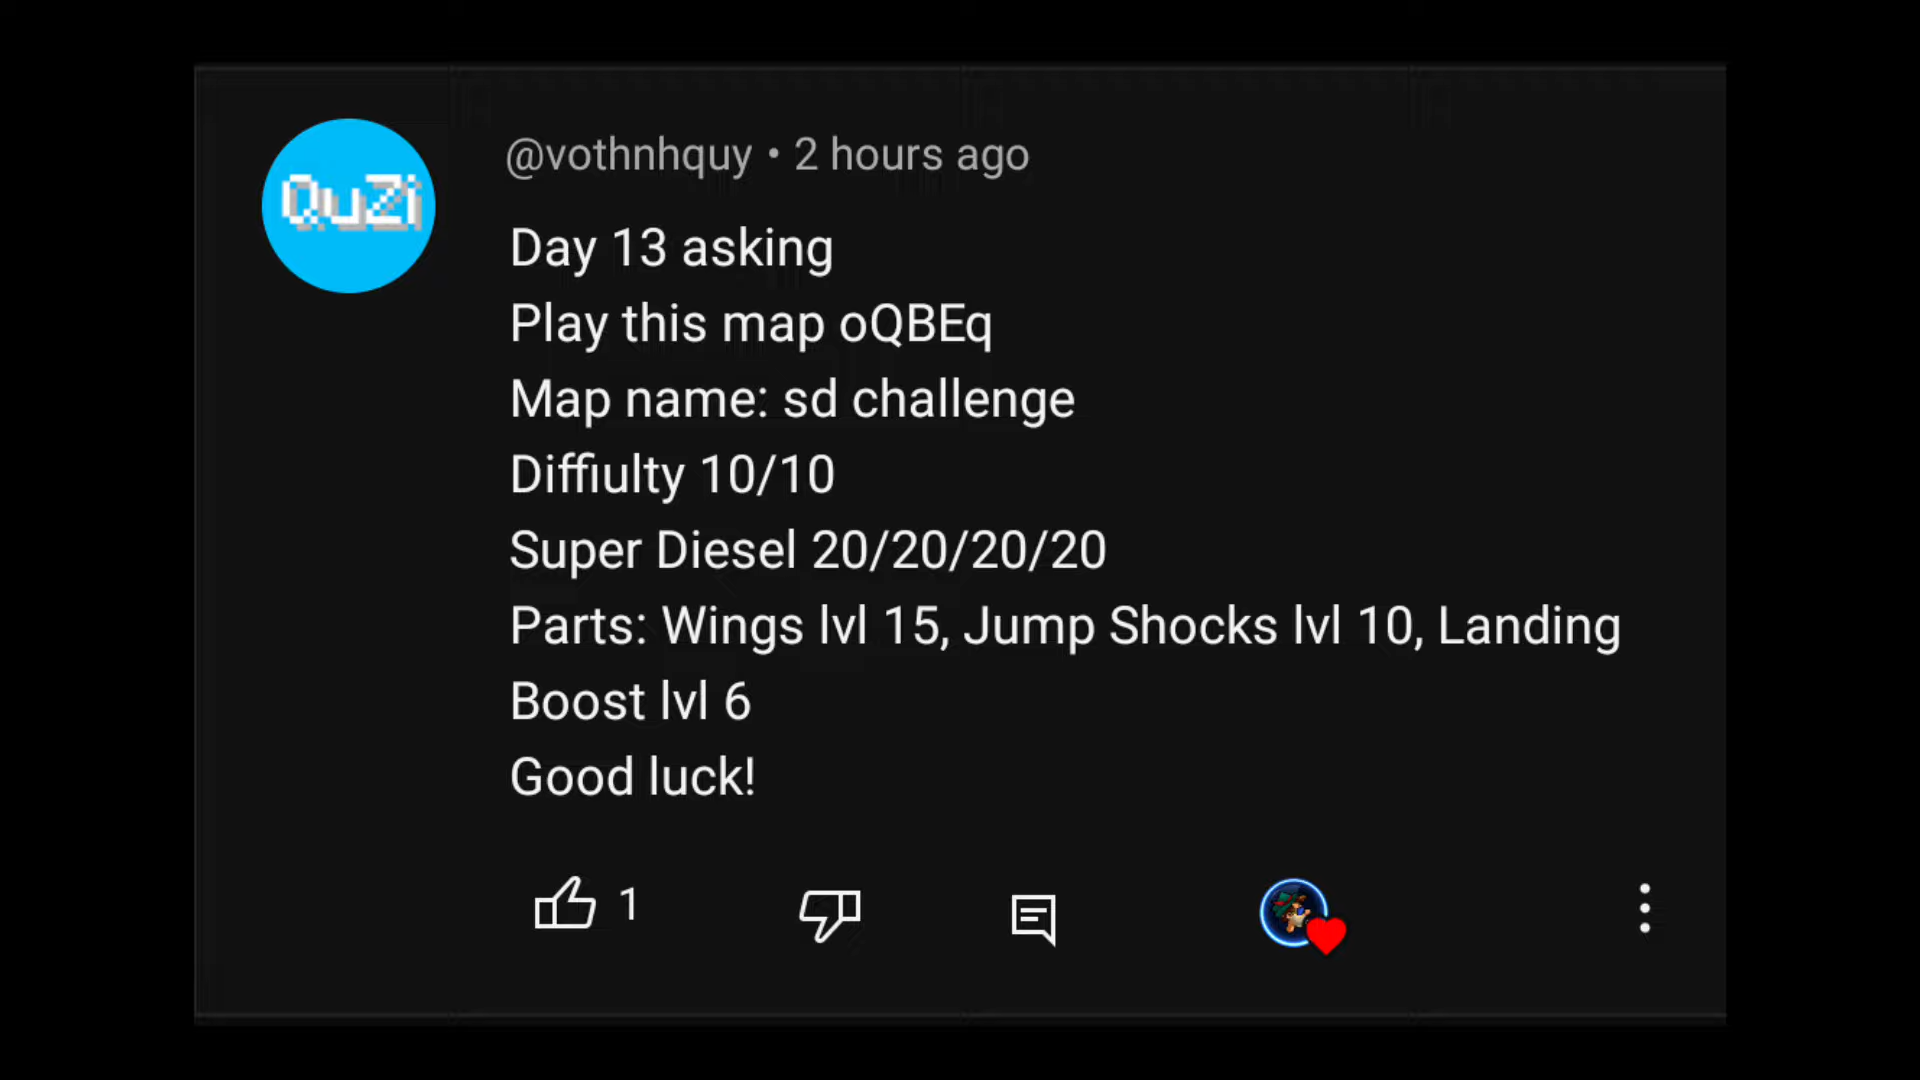 QuZi
@vothnhquy • 2 hours ago
Day 13 asking
Play this map oQBEq
Map name: sd challenge
Diffiulty 10/10
Super Diesel 20/20/20/20
Parts: Wings lvl 15, Jump Shocks lvl 10, Landing
Boost lvl 6
Good luck!
1